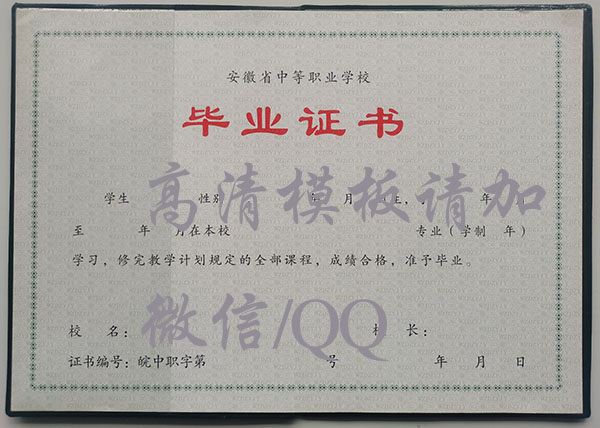 安徽省中等职业学校
毕业证书
高清模板请加
学生 性别 年 月 年
至 年 月在本校 专业（学制 年）
学习，修完教学计划规定的全部课程，成绩合格，准予毕业。
微信/QQ
校 名： 校 长：
证书编号：皖中职字第 号 年 月 日